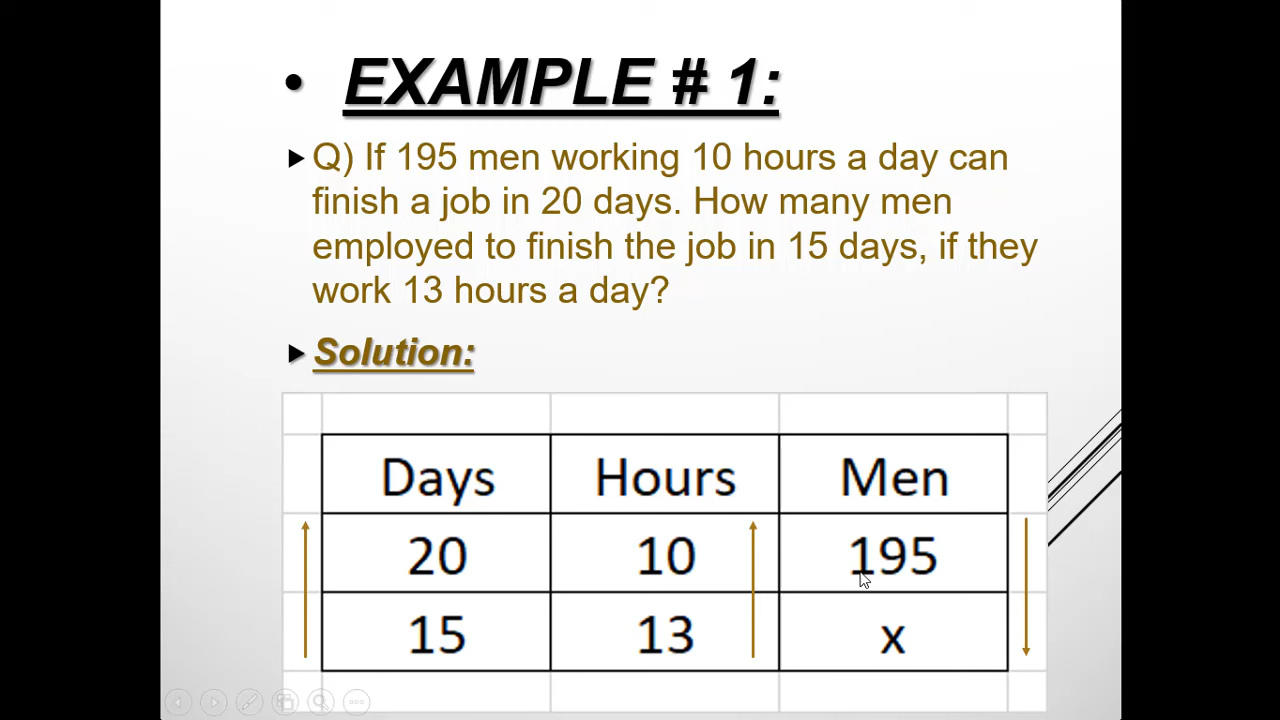 • EXAMPLE # 1:
Q) If 195 men working 10 hours a day can
finish a job in 20 days. How many men
employed to finish the job in 15 days, if they
work 13 hours a day?
Solution:
Days Hours Men
20 10 195
15 13 x